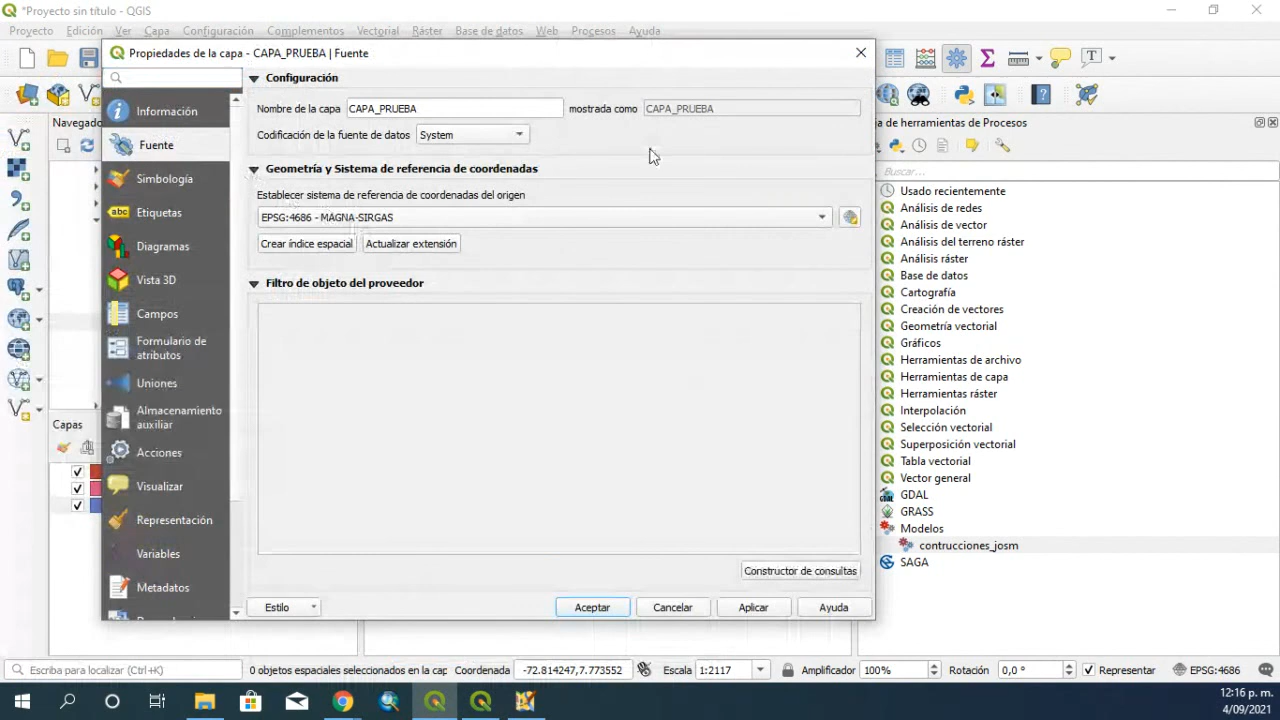 *Proyecto sin título - QGIS
Proyecto Edición Ver Capa Configuración Complementos Vectorial Ráster Base de datos Web Procesos Ayuda
Propiedades de la capa - CAPA_PRUEBA | Fuente
Información
Fuente
Simbología
Etiquetas
Diagramas
Vista 3D
Campos
Formulario de
atributos
Uniones
Almacenamiento
auxiliar
Acciones
Visualizar
Representación
Variables
Metadatos
Configuración
Nombre de la capa CAPA_PRUEBA mostrada como CAPA_PRUEBA
Codificación de la fuente de datos System
Geometría y Sistema de referencia de coordenadas
Establecer sistema de referencia de coordenadas del origen
EPSG:4686 - MAGNA-SIRGAS
Crear índice espacial Actualizar extensión
Filtro de objeto del proveedor
Constructor de consultas
Estilo Aceptar Cancelar Aplicar Ayuda
Navegado
Capas
a de herramientas de Procesos
Buscar...
Usado recientemente
Análisis de redes
Análisis de vector
Análisis del terreno ráster
Análisis ráster
Base de datos
Cartografía
Creación de vectores
Geometría vectorial
Gráficos
Herramientas de archivo
Herramientas de capa
Herramientas ráster
Interpolación
Selección vectorial
Superposición vectorial
Tabla vectorial
Vector general
GDAL
GRASS
Modelos
contrucciones_josm
SAGA
Escriba para localizar (Ctrl+K) 0 objetos espaciales seleccionados en la cap Coordenada -72.814247,7.773552 Escala 1:2117 Amplificador 100% Rotación 0,0 ° Representar EPSG:4686
12:16 p. m.
4/09/2021